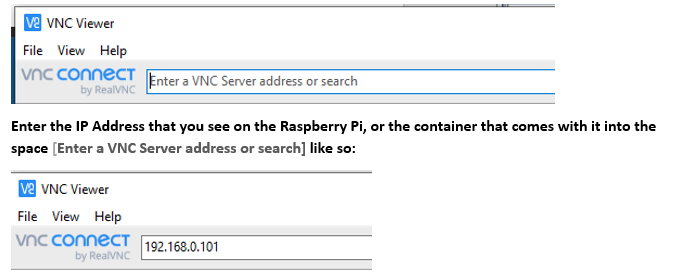 VNC Viewer
File View Help
vnc connect
by RealVNC
Enter a VNC Server address or search
Enter the IP Address that you see on the Raspberry Pi, or the container that comes with it into the
space [Enter a VNC Server address or search] like so:
VNC Viewer
File View Help
vnc connect
by RealVNC
192.168.0.101